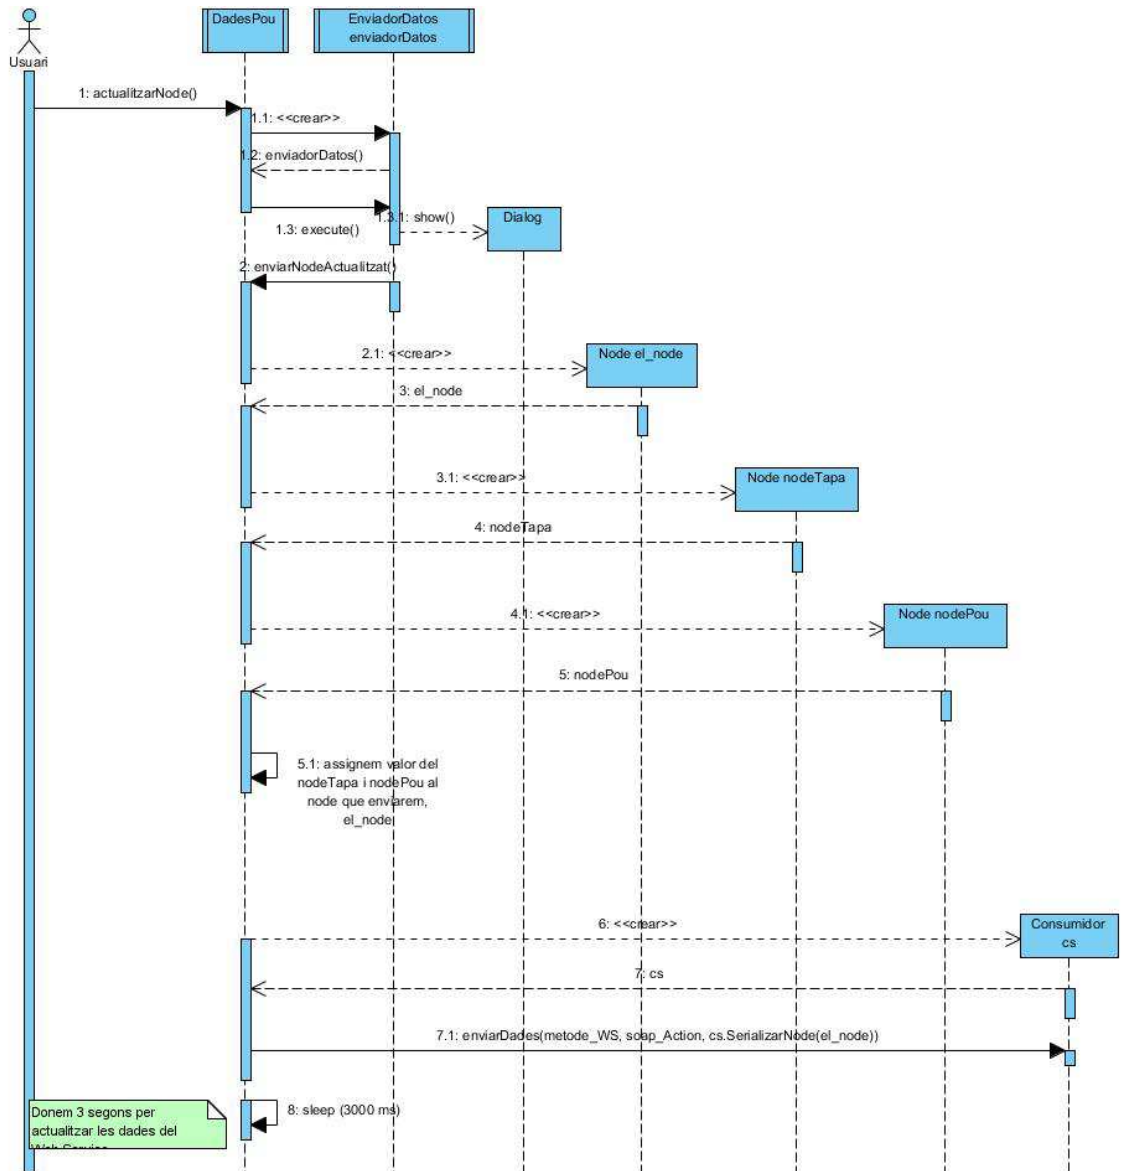 DadesPou
EnviadorDatos
enviadorDatos
Usuari
1: actualitzarNode()
1.1: <<crear>>
1.2: enviadorDatos()
1.3.1: show()
Dialog
1.3: execute()
2: enviarNodeActualitzat()
2.1: <<crear>>
Node el_node
3: el_node
3.1: <<crear>>
Node nodeTapa
4: nodeTapa
4.1: <<crear>>
Node nodePou
5: nodePou
5.1: assignem valor del
nodeTapa i nodePou al
node que enviarem,
el_node
6: <<crear>>
Consumidor
cs
7: cs
7.1: enviarDades(metode_WS, soap_Action, cs.SerializarNode(el_node))
8: sleep (3000 ms)
Donem 3 segons per
actualitzar les dades del
Web Service